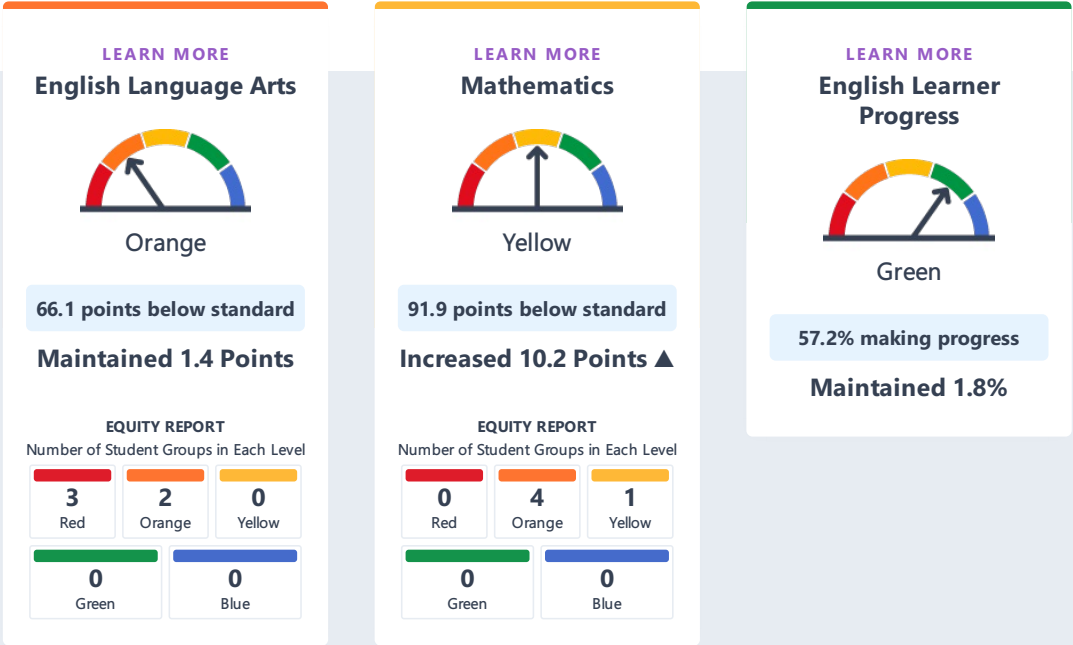 LEARN MORE
English Language Arts
Orange
66.1 points below standard
Maintained 1.4 Points
EQUITY REPORT
Number of Student Groups in Each Level
3
Red
2
Orange
0
Yellow
0
Green
0
Blue
LEARN MORE
Mathematics
Yellow
91.9 points below standard
Increased 10.2 Points ▲
EQUITY REPORT
Number of Student Groups in Each Level
0
Red
4
Orange
1
Yellow
0
Green
0
Blue
LEARN MORE
English Learner
Progress
Green
57.2% making progress
Maintained 1.8%